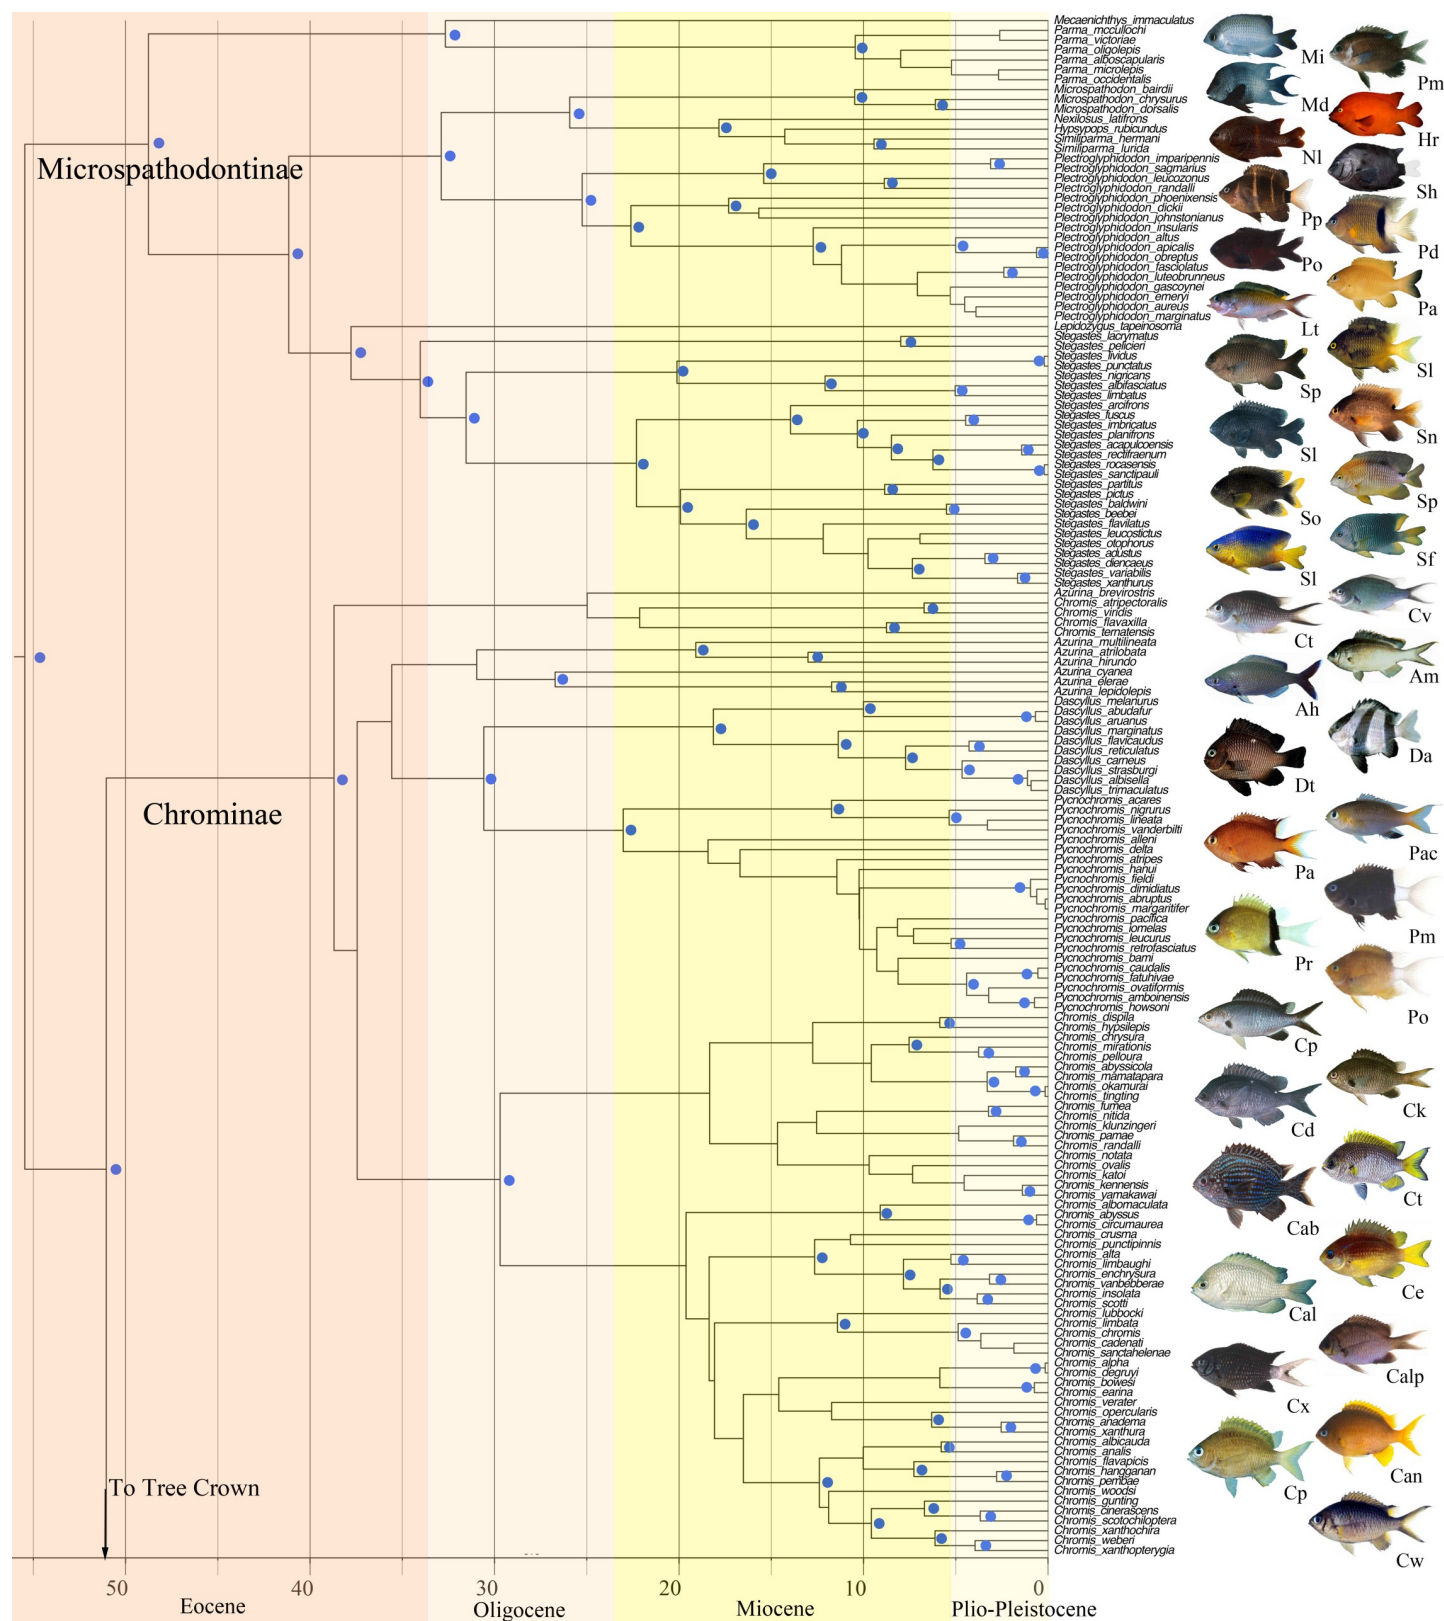 Mecaenichthys_immaculatus
Parma_mccullochi
Parma_victoriae
Parma_oligolepis
Parma_alboscapularis
Parma_microlepis
Parma_occidentalis
Microspathodon_bairdii
Microspathodon_chrysurus
Microspathodon_dorsalis
Nexilosus_latifrons
Hypsypops_rubicundus
Similiparma_hermani
Similiparma_lurida
Plectroglyphidodon_imparipennis
Plectroglyphidodon_sagmarius
Plectroglyphidodon_leucozonus
Plectroglyphidodon_randalli
Plectroglyphidodon_phoenixensis
Plectroglyphidodon_dickii
Plectroglyphidodon_johnstonianus
Plectroglyphidodon_insularis
Plectroglyphidodon_altus
Plectroglyphidodon_apicalis
Plectroglyphidodon_obreptus
Plectroglyphidodon_fasciolatus
Plectroglyphidodon_luteobrunneus
Plectroglyphidodon_gascoynei
Plectroglyphidodon_emeryi
Plectroglyphidodon_aureus
Plectroglyphidodon_marginatus
Lepidozygus_tapeinosoma
Stegastes_lacrymatus
Stegastes_pelicieri
Stegastes_lividus
Stegastes_punctatus
Stegastes_nigricans
Stegastes_albifasciatus
Stegastes_limbatus
Stegastes_arcifrons
Stegastes_fuscus
Stegastes_imbricatus
Stegastes_planifrons
Stegastes_acapulcoensis
Stegastes_rectifraenum
Stegastes_rocasensis
Stegastes_sanctipauli
Stegastes_partitus
Stegastes_pictus
Stegastes_baldwini
Stegastes_beebei
Stegastes_flavilatus
Stegastes_leucostictus
Stegastes_otophorus
Stegastes_adustus
Stegastes_diencaeus
Stegastes_variabilis
Stegastes_xanthurus
Azurina_brevirostris
Chromis_atripectoralis
Chromis_viridis
Chromis_flavaxilla
Chromis_ternatensis
Azurina_multilineata
Azurina_atrilobata
Azurina_hirundo
Azurina_cyanea
Azurina_elerae
Azurina_lepidolepis
Dascyllus_melanurus
Dascyllus_abudafur
Dascyllus_aruanus
Dascyllus_marginatus
Dascyllus_flavicaudus
Dascyllus_reticulatus
Dascyllus_carneus
Dascyllus_strasburgi
Dascyllus_albisella
Dascyllus_trimaculatus
Pycnochromis_acares
Pycnochromis_nigrurus
Pycnochromis_lineata
Pycnochromis_vanderbilti
Pycnochromis_alleni
Pycnochromis_delta
Pycnochromis_atripes
Pycnochromis_hanui
Pycnochromis_fieldi
Pycnochromis_dimidiatus
Pycnochromis_abruptus
Pycnochromis_margaritifer
Pycnochromis_pacifica
Pycnochromis_iomelas
Pycnochromis_leucurus
Pycnochromis_retrofasciatus
Pycnochromis_bami
Pycnochromis_caudalis
Pycnochromis_fatuhivae
Pycnochromis_ovatiformis
Pycnochromis_amboinensis
Pycnochromis_howsoni
Chromis_dispila
Chromis_hypsilepis
Chromis_chrysura
Chromis_mirationis
Chromis_pelloura
Chromis_abyssicola
Chromis_mamatapara
Chromis_okamurai
Chromis_tingting
Chromis_fumea
Chromis_nitida
Chromis_klunzingeri
Chromis_pamae
Chromis_randalli
Chromis_notata
Chromis_ovalis
Chromis_katoi
Chromis_kennensis
Chromis_yamakawai
Chromis_albomaculata
Chromis_abyssus
Chromis_circumaurea
Chromis_crusma
Chromis_punctipinnis
Chromis_alta
Chromis_limbaughi
Chromis_enchrysura
Chromis_vanbebberae
Chromis_insolata
Chromis_scotti
Chromis_lubbocki
Chromis_limbata
Chromis_chromis
Chromis_cadenati
Chromis_sanctahelenae
Chromis_alpha
Chromis_degruyi
Chromis_bowesi
Chromis_earina
Chromis_verater
Chromis_opercularis
Chromis_anadema
Chromis_xanthura
Chromis_albicauda
Chromis_analis
Chromis_flavapicis
Chromis_hangganan
Chromis_pembae
Chromis_woodsi
Chromis_gunting
Chromis_cinerascens
Chromis_scotochiloptera
Chromis_xanthochira
Chromis_weberi
Chromis_xanthopterygia
Microspathodontinae
Chrominae
To Tree Crown
Mi
Pm
Md
Hr
Nl
Sh
Pp
Pd
Po
Pa
Lt
Sl
Sp
Sn
Sl
Sp
So
Sf
Sl
Cv
Ct
Am
Ah
Da
Dt
Pac
Pa
Pm
Pr
Po
Cp
Ck
Cd
Ct
Cab
Ce
Cal
Calp
Cx
Can
Cp
Cw
50 40 30 20 10 0
Eocene Oligocene Miocene Plio-Pleistocene